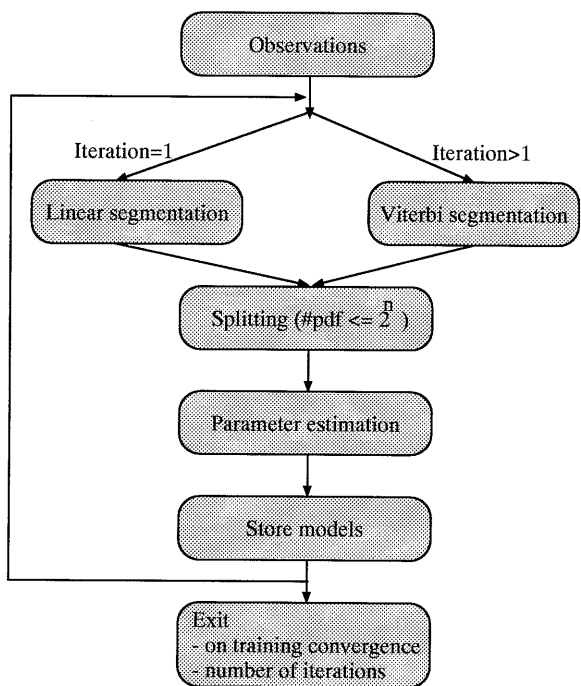 Observations
Iteration=1
Iteration>1
Linear segmentation
Viterbi segmentation
Splitting (#pdf <= 2^n )
Parameter estimation
Store models
Exit
- on training convergence
- number of iterations